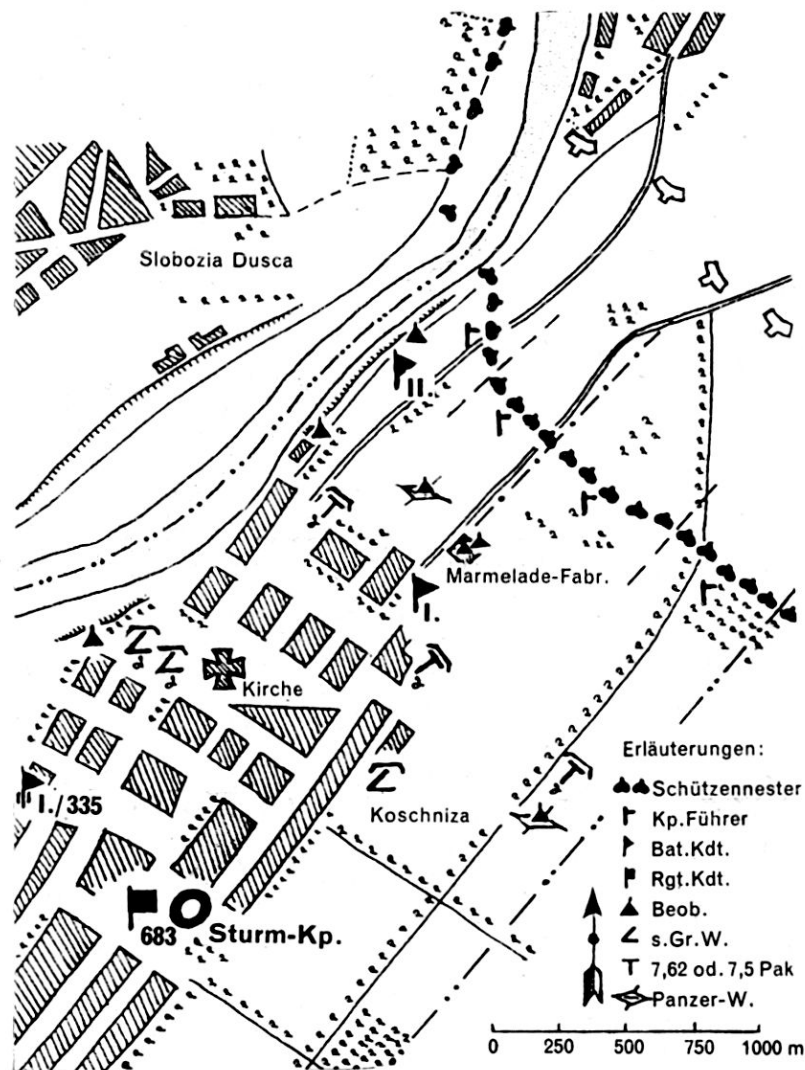 Slobozia Dusca
II.
Marmelade-Fabr.
I.
Kirche
I./335
Koschniza
683
Sturm-Kp.
Erläuterungen:
Schützennester
Kp.Führer
Bat.Kdt.
Rgt.Kdt.
Beob.
s.Gr.W.
7,62 od. 7,5 Pak
Panzer-W.
0 250 500 750 1000 m